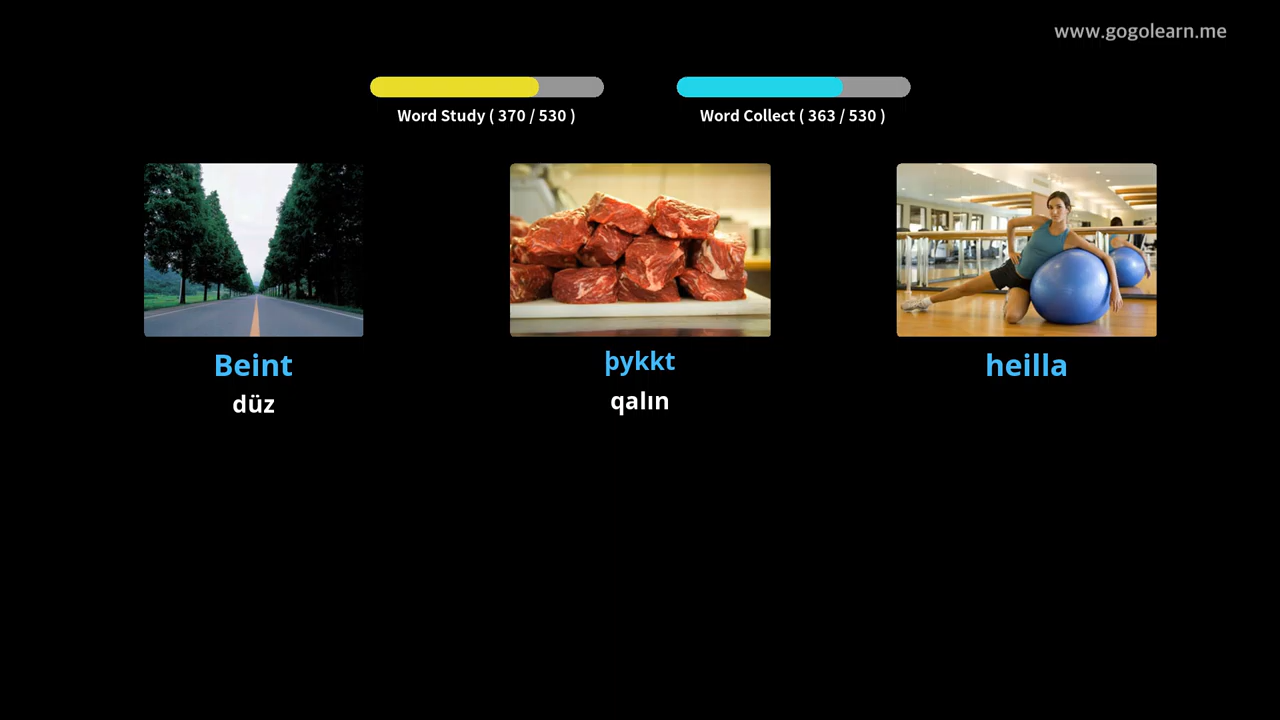 www.gogolearn.me
Word Study ( 370 / 530 )
Word Collect ( 363 / 530 )
Beint
düz
þykkt
qalın
heilla